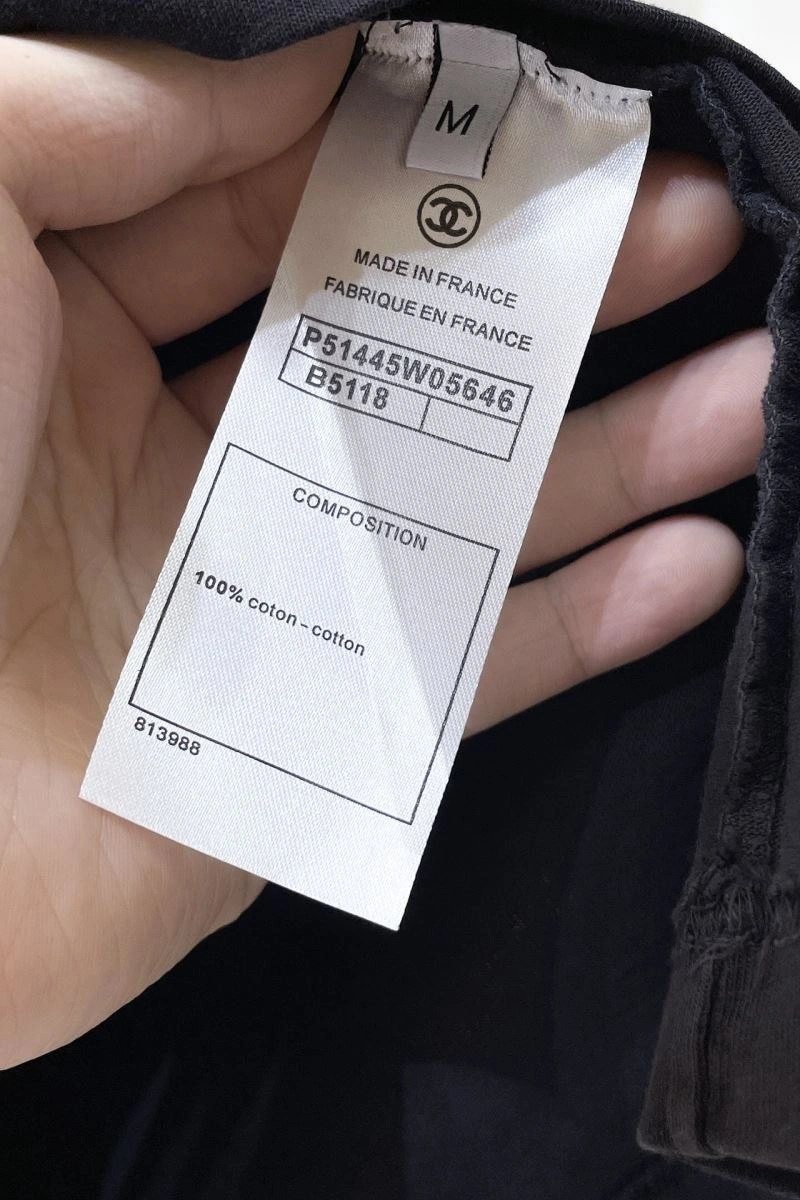 M
MADE IN FRANCE
FABRIQUE EN FRANCE
P51445W05646
B5118
COMPOSITION
100% coton - cotton
813988